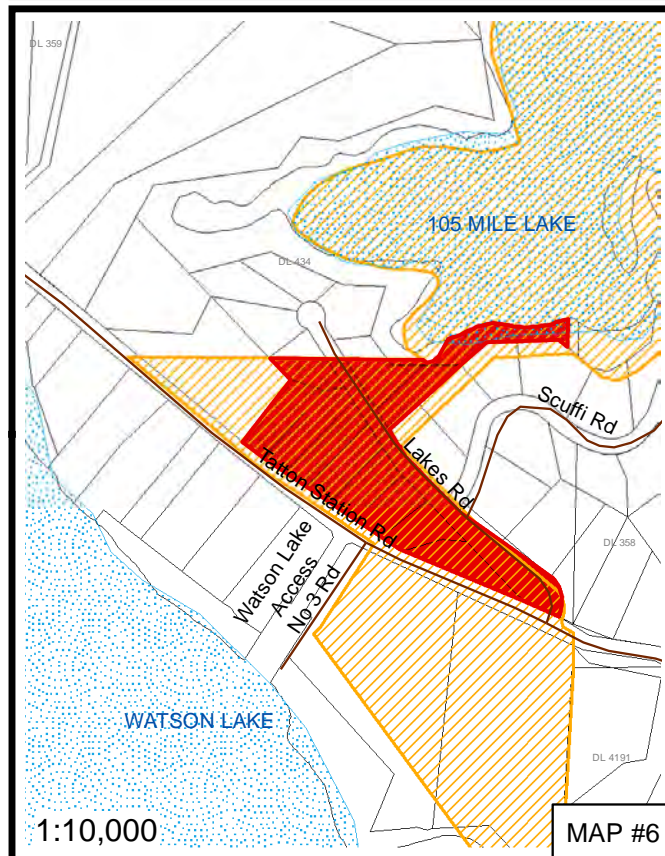 DL 359
105 MILE LAKE
DL 434
Scuffi Rd
Lakes Rd
Tatton Station Rd
DL 358
Watson Lake
Access
No 3 Rd
WATSON LAKE
DL 4191
1:10,000
MAP #6